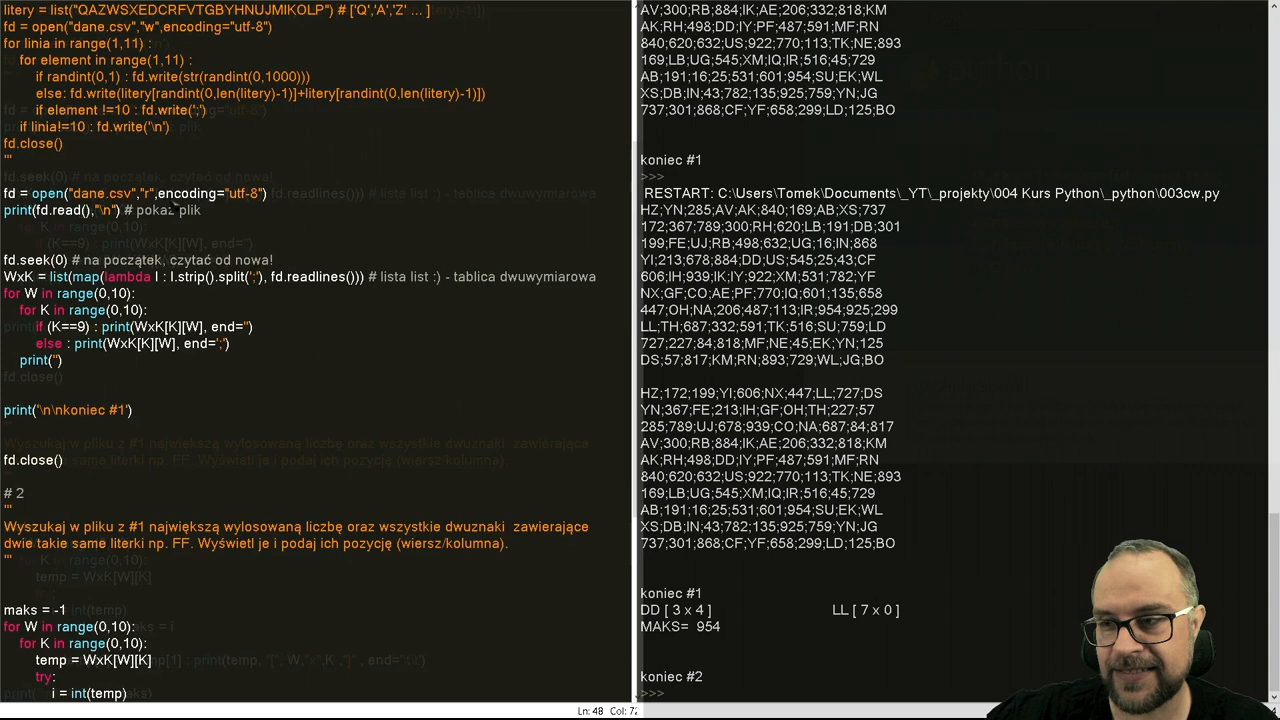 litery = list("QAZWSXEDCRFVTGBYHNUJMIKOLP") # ['Q','A','Z' ... ]
fd = open("dane.csv","w",encoding="utf-8")
for linia in range(1,11) :
for element in range(1,11) :
if randint(0,1) : fd.write(str(randint(0,1000)))
else: fd.write(litery[randint(0,len(litery)-1)]+litery[randint(0,len(litery)-1)])
if element !=10 : fd.write(';')
if linia!=10 : fd.write('\n')
fd.close()
'''
fd = open("dane.csv","r",encoding="utf-8")
print(fd.read(),"\n") # pokaż plik
fd.seek(0) # na początek, czytać od nowa!
WxK = list(map(lambda l : l.strip().split(';'), fd.readlines())) # lista list :) - tablica dwuwymiarowa
for W in range(0,10):
for K in range(0,10):
if (K==9) : print(WxK[K][W], end='')
else : print(WxK[K][W], end=';')
print('')
fd.close()
print('\n\nkoniec #1')
fd.close()
# 2
'''
Wyszukaj w pliku z #1 największą wylosowaną liczbę oraz wszystkie dwuznaki zawierające
dwie takie same literki np. FF. Wyświetl je i podaj ich pozycję (wiersz/kolumna).
'''
maks = -1
for W in range(0,10):
for K in range(0,10):
temp = WxK[W][K]
try:
i = int(temp)
Ln: 48 Col: 72
AV;300;RB;884;IK;AE;206;332;818;KM
AK;RH;498;DD;IY;PF;487;591;MF;RN
840;620;632;US;922;770;113;TK;NE;893
169;LB;UG;545;XM;IQ;IR;516;45;729
AB;191;16;25;531;601;954;SU;EK;WL
XS;DB;IN;43;782;135;925;759;YN;JG
737;301;868;CF;YF;658;299;LD;125;BO
koniec #1
>>>
RESTART: C:\Users\Tomek\Documents\_YT\_projekty\004 Kurs Python\_python\003cw.py
HZ;YN;285;AV;AK;840;169;AB;XS;737
172;367;789;300;RH;620;LB;191;DB;301
199;FE;UJ;RB;498;632;UG;16;IN;868
YI;213;678;884;DD;US;545;25;43;CF
606;IH;939;IK;IY;922;XM;531;782;YF
NX;GF;CO;AE;PF;770;IQ;601;135;658
447;OH;NA;206;487;113;IR;954;925;299
LL;TH;687;332;591;TK;516;SU;759;LD
727;227;84;818;MF;NE;45;EK;YN;125
DS;57;817;KM;RN;893;729;WL;JG;BO
HZ;172;199;YI;606;NX;447;LL;727;DS
YN;367;FE;213;IH;GF;OH;TH;227;57
285;789;UJ;678;939;CO;NA;687;84;817
AV;300;RB;884;IK;AE;206;332;818;KM
AK;RH;498;DD;IY;PF;487;591;MF;RN
840;620;632;US;922;770;113;TK;NE;893
169;LB;UG;545;XM;IQ;IR;516;45;729
AB;191;16;25;531;601;954;SU;EK;WL
XS;DB;IN;43;782;135;925;759;YN;JG
737;301;868;CF;YF;658;299;LD;125;BO
koniec #1
DD [ 3 x 4 ] LL [ 7 x 0 ]
MAKS= 954
koniec #2
>>>